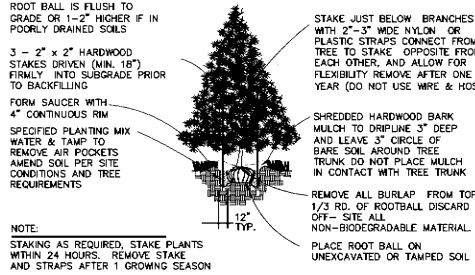 ROOT BALL IS FLUSH TO
GRADE OR 1-2" HIGHER IF IN
POORLY DRAINED SOILS
3 - 2" x 2" HARDWOOD
STAKES DRIVEN (MIN. 18")
FIRMLY INTO SUBGRADE PRIOR
TO BACKFILLING
FORM SAUCER WITH
4" CONTINUOUS RIM
SPECIFIED PLANTING MIX
WATER & TAMP TO
REMOVE AIR POCKETS
AMEND SOIL PER SITE
CONDITIONS AND TREE
REQUIREMENTS
NOTE:
STAKING AS REQUIRED, STAKE PLANTS
WITHIN 24 HOURS. REMOVE STAKE
AND STRAPS AFTER 1 GROWING SEASON
12"
TYP.
STAKE JUST BELOW BRANCHES
WITH 2"-3" WIDE NYLON OR
PLASTIC STRAPS CONNECT FROM
TREE TO STAKE OPPOSITE FROM
EACH OTHER, AND ALLOW FOR
FLEXIBILITY REMOVE AFTER ONE
YEAR (DO NOT USE WIRE & HOS
SHREDDED HARDWOOD BARK
MULCH TO DRIPLINE 3" DEEP
AND LEAVE 3" CIRCLE OF
BARE SOIL AROUND TREE
TRUNK DO NOT PLACE MULCH
IN CONTACT WITH TREE TRUNK
REMOVE ALL BURLAP FROM TOP
1/3 RD. OF ROOTBALL DISCARD
OFF- SITE ALL
NON-BIODEGRADABLE MATERIAL.
PLACE ROOT BALL ON
UNEXCAVATED OR TAMPED SOIL